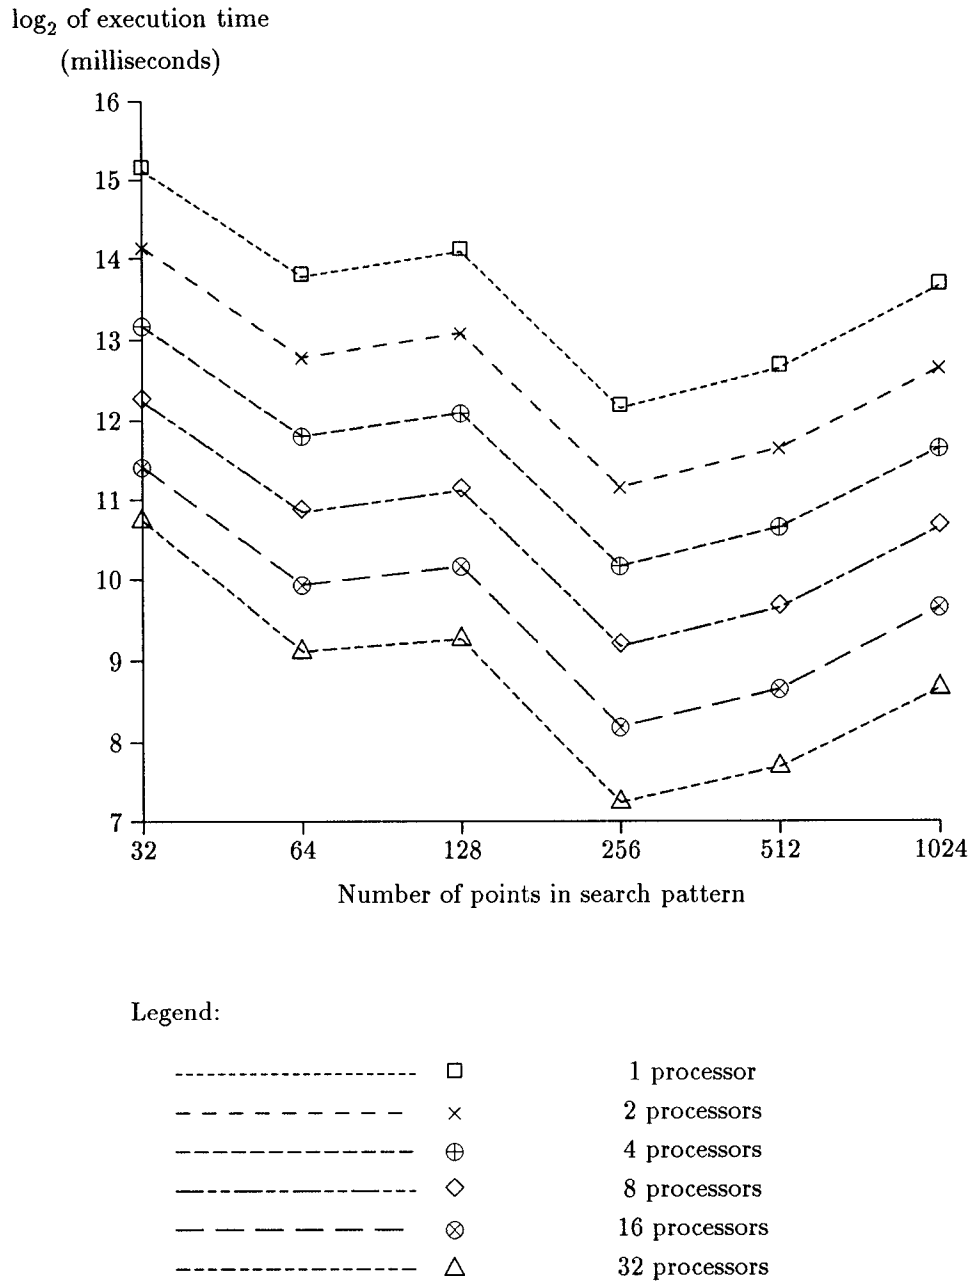 log₂ of execution time
(milliseconds)
16
15
14
13
12
11
10
9
8
7
32 64 128 256 512 1024
Number of points in search pattern
Legend:
1 processor
2 processors
4 processors
8 processors
16 processors
32 processors